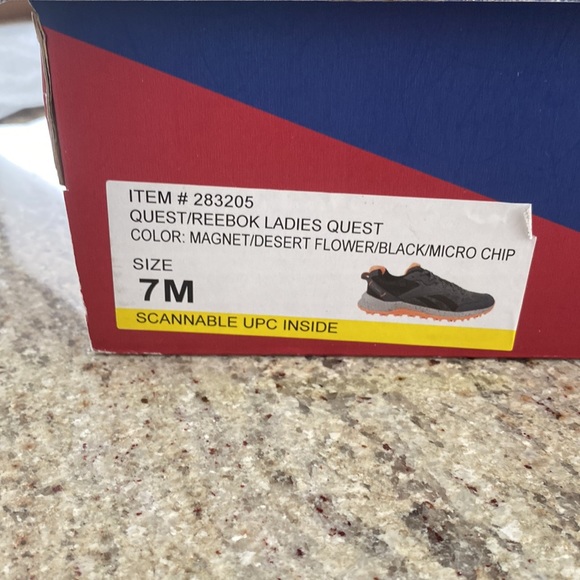 ITEM # 283205
QUEST/REEBOK LADIES QUEST
COLOR: MAGNET/DESERT FLOWER/BLACK/MICRO CHIP
SIZE
7M
SCANNABLE UPC INSIDE